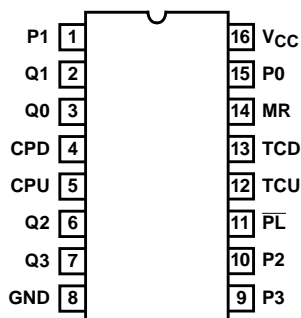 P1 1 16 VCC
Q1 2 15 P0
Q0 3 14 MR
CPD 4 13 TCD
CPU 5 12 TCU
Q2 6 11 P̅L̅
Q3 7 10 P2
GND 8 9 P3